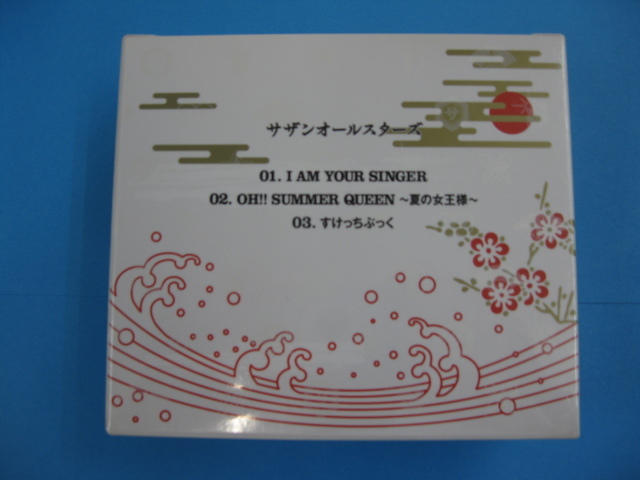 サザンオールスターズ
01. I AM YOUR SINGER
02. OH!! SUMMER QUEEN ～夏の女王様～
03. すけっちぶっく